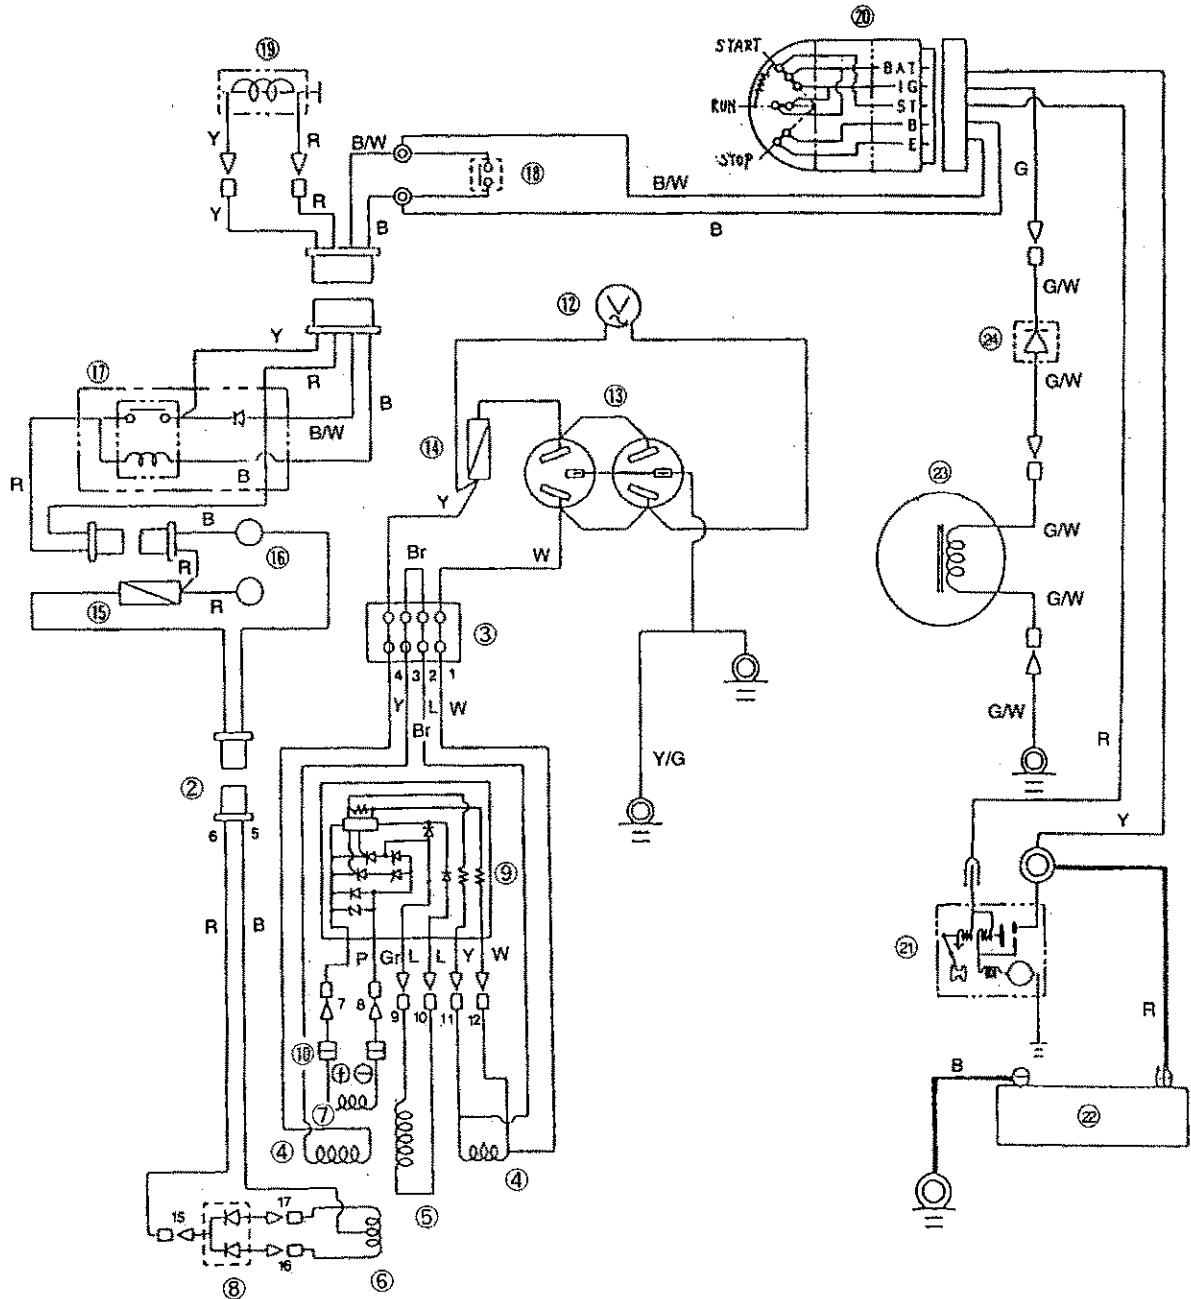 ⑲
⑳
START
BAT
IG
RUN
ST
B
STOP
E
Y
R
B/W
⑱
B/W
G
Y
R
B
B
G/W
⑫
V
㉔
Y
⑰
R
G/W
⑬
B
B/W
⑭
B
㉓
R
Y
B
Br
G/W
⑯
W
R
R
⑮
G/W
③
4
3
2
1
Y
L
W
G/W
Br
R
Y/G
②
Y
6
5
⑨
R
B
㉑
P
Gr
L
L
Y
W
7
8
9
10
11
12
R
⑩
+
−
B
⑦
㉒
④
④
17
15
⑤
16
⑥
⑧